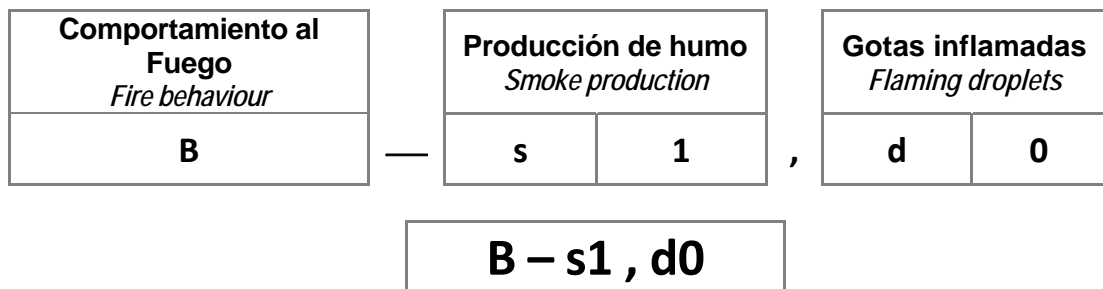 Comportamiento al
Fuego
Fire behaviour
Producción de humo
Smoke production
Gotas inflamadas
Flaming droplets
B — s 1 , d 0
B – s1 , d0